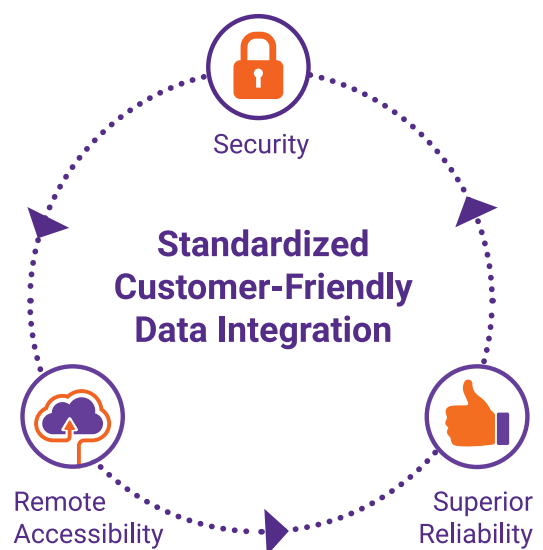 Security
Standardized
Customer-Friendly
Data Integration
Remote
Accessibility
Superior
Reliability